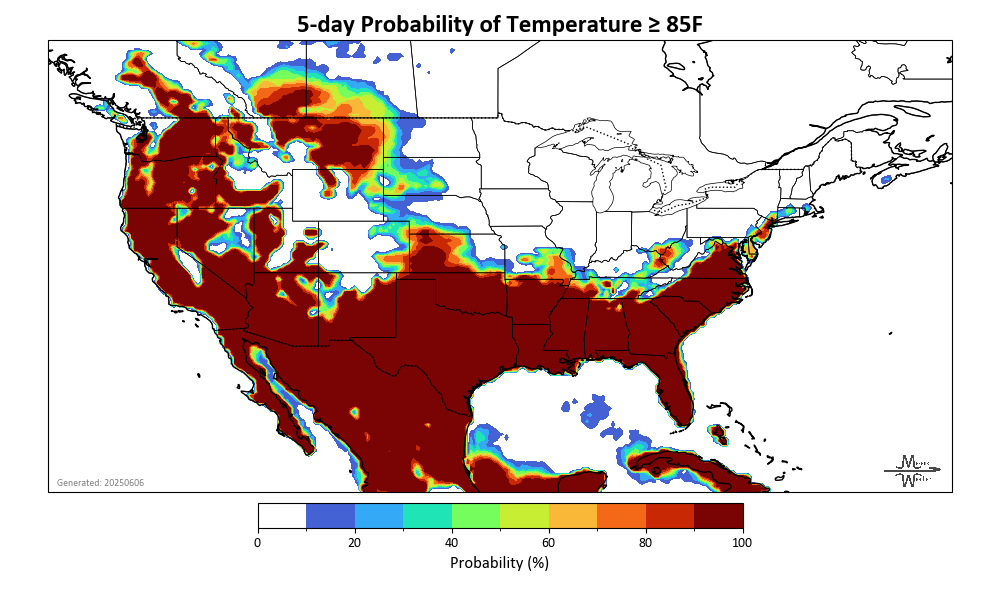 5-day Probability of Temperature ≥ 85F
Generated: 20250606
0 20 40 60 80 100
Probability (%)